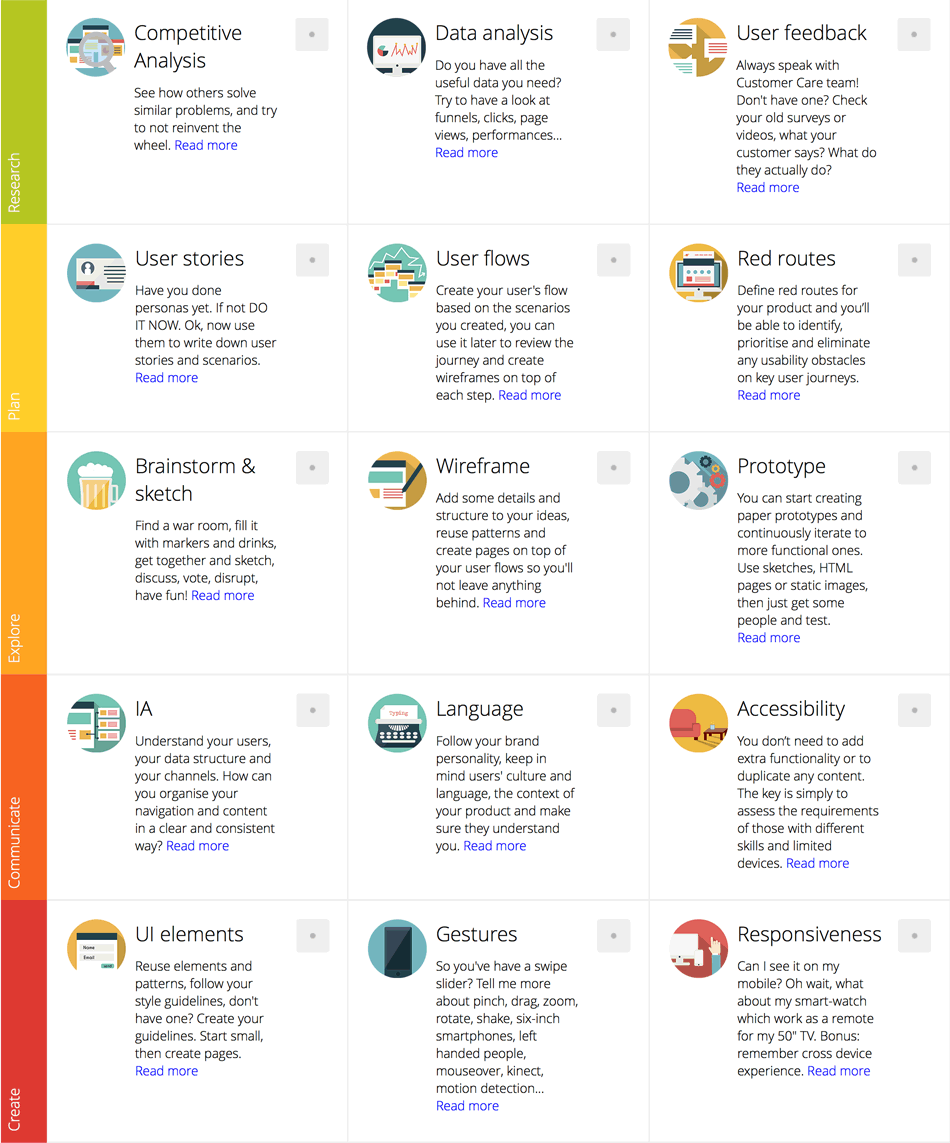 Research
Competitive
Analysis
See how others solve
similar problems, and try
to not reinvent the
wheel. Read more
Data analysis
Do you have all the
useful data you need?
Try to have a look at
funnels, clicks, page
views, performances...
Read more
User feedback
Always speak with
Customer Care team!
Don't have one? Check
your old surveys or
videos, what your
customer says? What do
they actually do?
Read more
Plan
User stories
Have you done
personas yet. If not DO
IT NOW. Ok, now use
them to write down user
stories and scenarios.
Read more
User flows
Create your user's flow
based on the scenarios
you created, you can
use it later to review the
journey and create
wireframes on top of
each step. Read more
Red routes
Define red routes for
your product and you’ll
be able to identify,
prioritise and eliminate
any usability obstacles
on key user journeys.
Read more
Explore
Brainstorm &
sketch
Find a war room, fill it
with markers and drinks,
get together and sketch,
discuss, vote, disrupt,
have fun! Read more
Wireframe
Add some details and
structure to your ideas,
reuse patterns and
create pages on top of
your user flows so you'll
not leave anything
behind. Read more
Prototype
You can start creating
paper prototypes and
continuously iterate to
more functional ones.
Use sketches, HTML
pages or static images,
then just get some
people and test.
Read more
Communicate
IA
Understand your users,
your data structure and
your channels. How can
you organise your
navigation and content
in a clear and consistent
way? Read more
Typing
Language
Follow your brand
personality, keep in
mind users' culture and
language, the context of
your product and make
sure they understand
you. Read more
Accessibility
You don’t need to add
extra functionality or to
duplicate any content.
The key is simply to
assess the requirements
of those with different
skills and limited
devices. Read more
Create
Name
Email
UI elements
Reuse elements and
patterns, follow your
style guidelines, don't
have one? Create your
guidelines. Start small,
then create pages.
Read more
Gestures
So you've have a swipe
slider? Tell me more
about pinch, drag, zoom,
rotate, shake, six-inch
smartphones, left
handed people,
mouseover, kinect,
motion detection...
Read more
Responsiveness
Can I see it on my
mobile? Oh wait, what
about my smart-watch
which work as a remote
for my 50" TV. Bonus:
remember cross device
experience. Read more